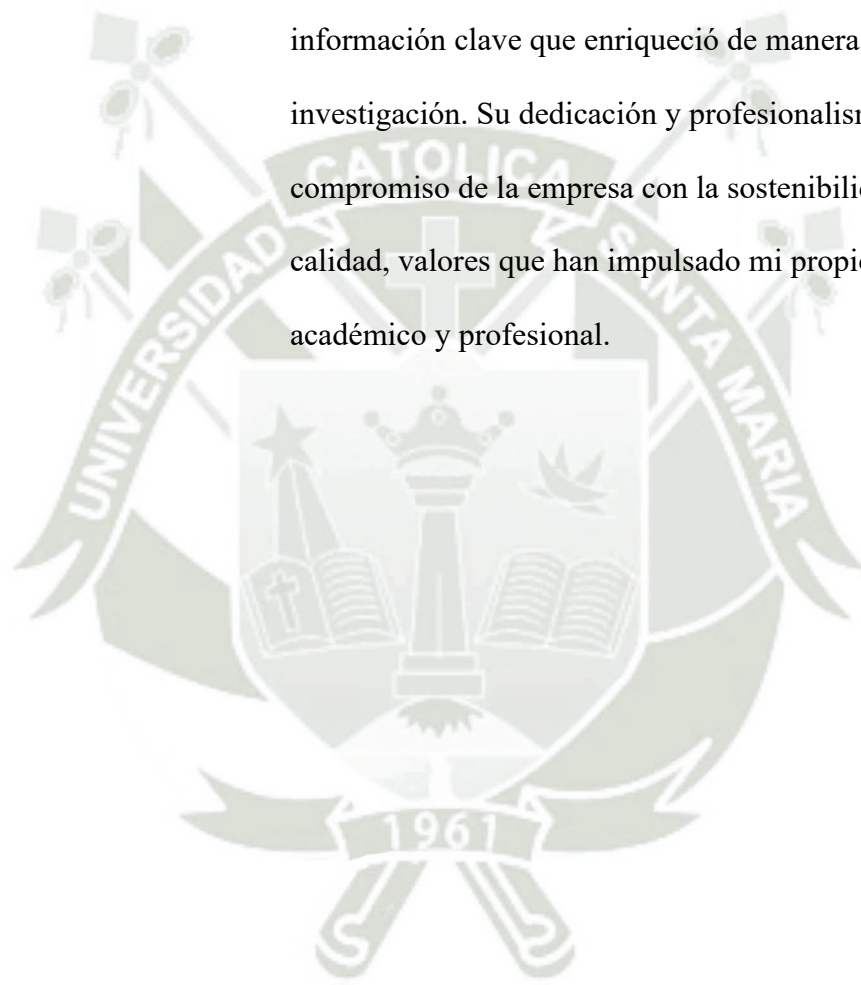 información clave que enriqueció de manera
investigación. Su dedicación y profesionalis
compromiso de la empresa con la sostenibili
calidad, valores que han impulsado mi propi
académico y profesional.
UNIVERSIDAD CATOLICA SANTA MARIA
1961